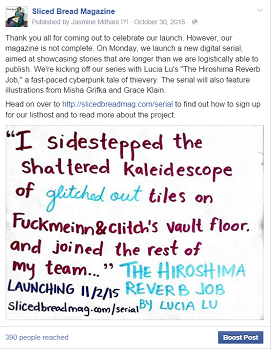 Sliced Bread Magazine
Published by Jasmine Mithani [?] · October 30, 2015 ·
Thank you all for coming out to celebrate our launch. However, our
magazine is not complete. On Monday, we launch a new digital serial,
aimed at showcasing stories that are longer than we are logistically able to
publish. We're kicking off our series with Lucia Lu's "The Hiroshima Reverb
Job," a fast-paced cyberpunk tale of thievery. The serial will also feature
illustrations from Misha Grifka and Grace Klain.
Head on over to http://slicedbreadmag.com/serial to find out how to sign up
for our listhost and to read more about the project.
"I sidestepped the
shattered kaleidescope
of glitched out tiles on
Fuckmeinn&clitch's vault floor.
and joined the rest of
my team..." THE HIROSHIMA
LAUNCHING 11/2/15 REVERB JOB
slicedbreadmag.com/serial BY LUCIA LU
390 people reached
Boost Post